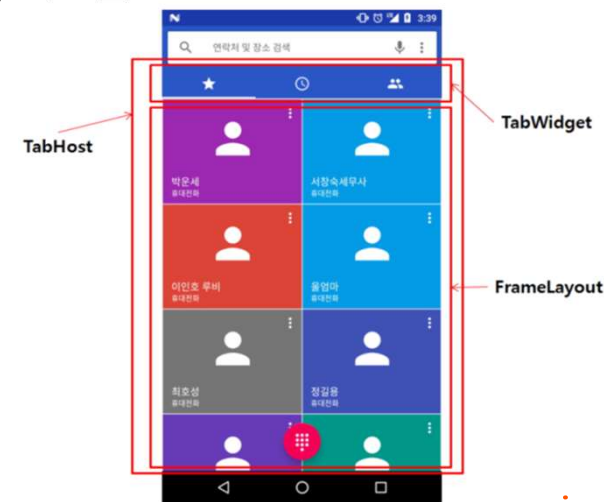 3:39
연락처 및 장소 검색
TabHost
TabWidget
박운세
휴대전화
서창숙세무사
휴대전화
FrameLayout
이인호 루비
휴대전화
울엄마
휴대전화
최호성
휴대전화
정길용
휴대전화